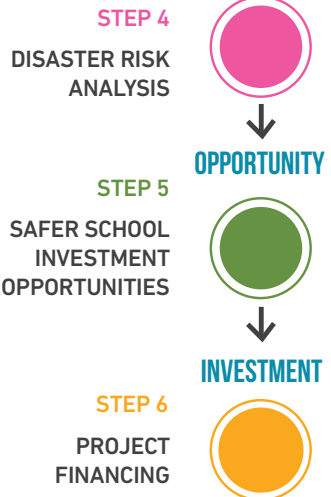 STEP 4
DISASTER RISK
ANALYSIS
OPPORTUNITY
STEP 5
SAFER SCHOOL
INVESTMENT
OPPORTUNITIES
INVESTMENT
STEP 6
PROJECT
FINANCING